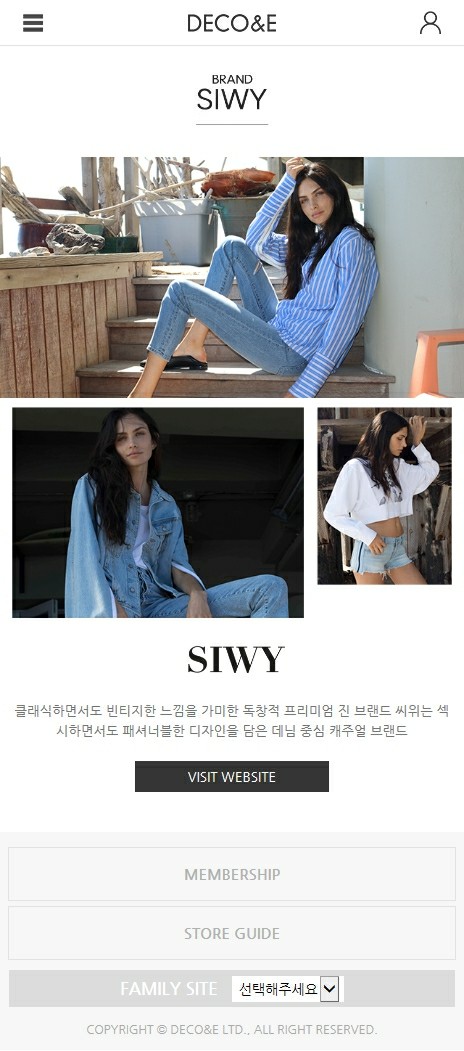 DECO&E
BRAND
SIWY
SIWY
클래식하면서도 빈티지한 느낌을 가미한 독창적 프리미엄 진 브랜드 씨위는 섹
시하면서도 패셔너블한 디자인을 담은 데님 중심 캐주얼 브랜드
VISIT WEBSITE
MEMBERSHIP
STORE GUIDE
FAMILY SITE 선택해주세요
COPYRIGHT © DECO&E LTD., ALL RIGHT RESERVED.